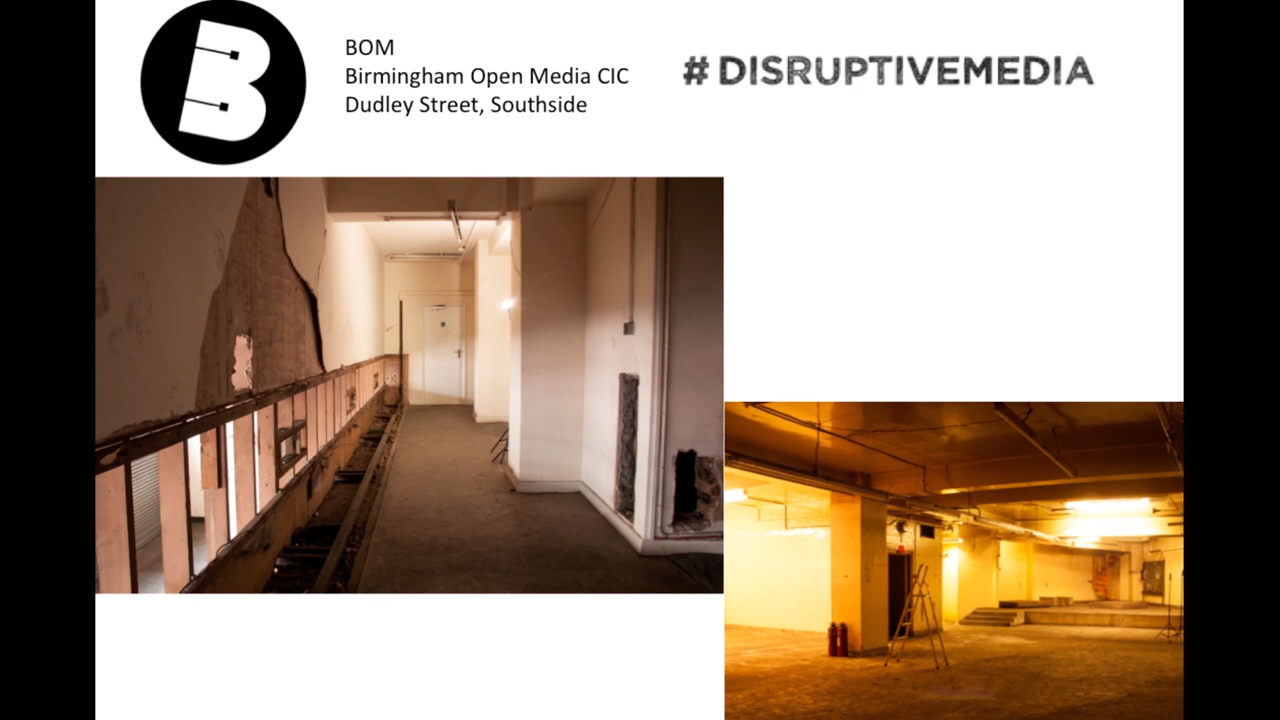 B
BOM
Birmingham Open Media CIC
Dudley Street, Southside
# DISRUPTIVEMEDIA